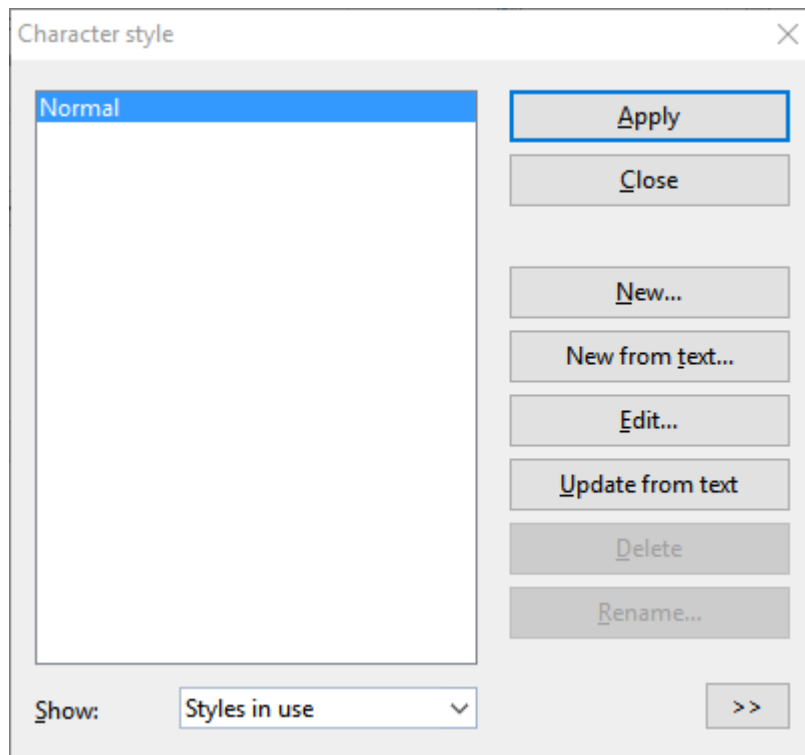 Character style
Normal
Apply
Close
New...
New from text...
Edit...
Update from text
Delete
Rename...
Show:
Styles in use
>>